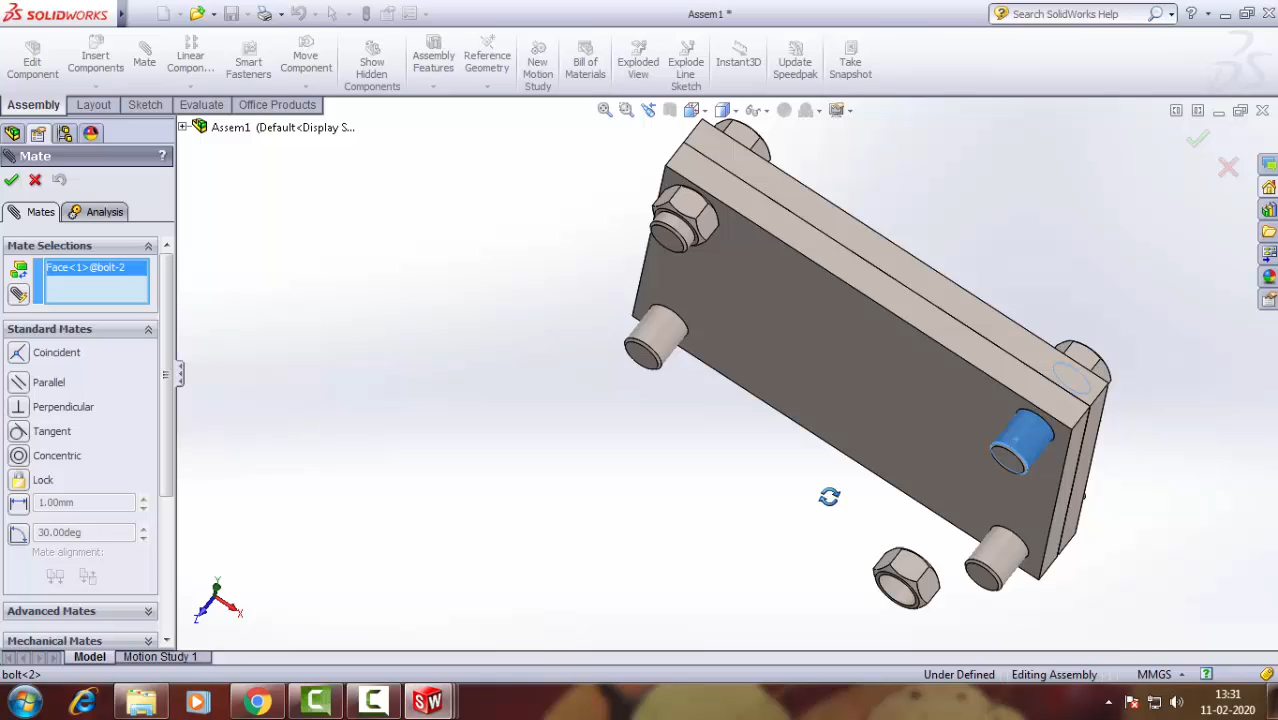 SOLIDWORKS
Assem1 *
Search SolidWorks Help
Edit Component
Insert Components
Mate
Linear Compon...
Smart Fasteners
Move Component
Show Hidden Components
Assembly Features
Reference Geometry
New Motion Study
Bill of Materials
Exploded View
Explode Line Sketch
Instant3D
Update Speedpak
Take Snapshot
Assembly
Layout
Sketch
Evaluate
Office Products
Assem1 (Default<Display S...
Mate
?
Mates
Analysis
Mate Selections
Face<1>@bolt-2
Standard Mates
Coincident
Parallel
Perpendicular
Tangent
Concentric
Lock
1.00mm
30.00deg
Mate alignment:
Advanced Mates
Mechanical Mates
Y
X
Z
Model
Motion Study 1
bolt<2>
Under Defined
Editing Assembly
MMGS
?
SW
13:31
11-02-2020